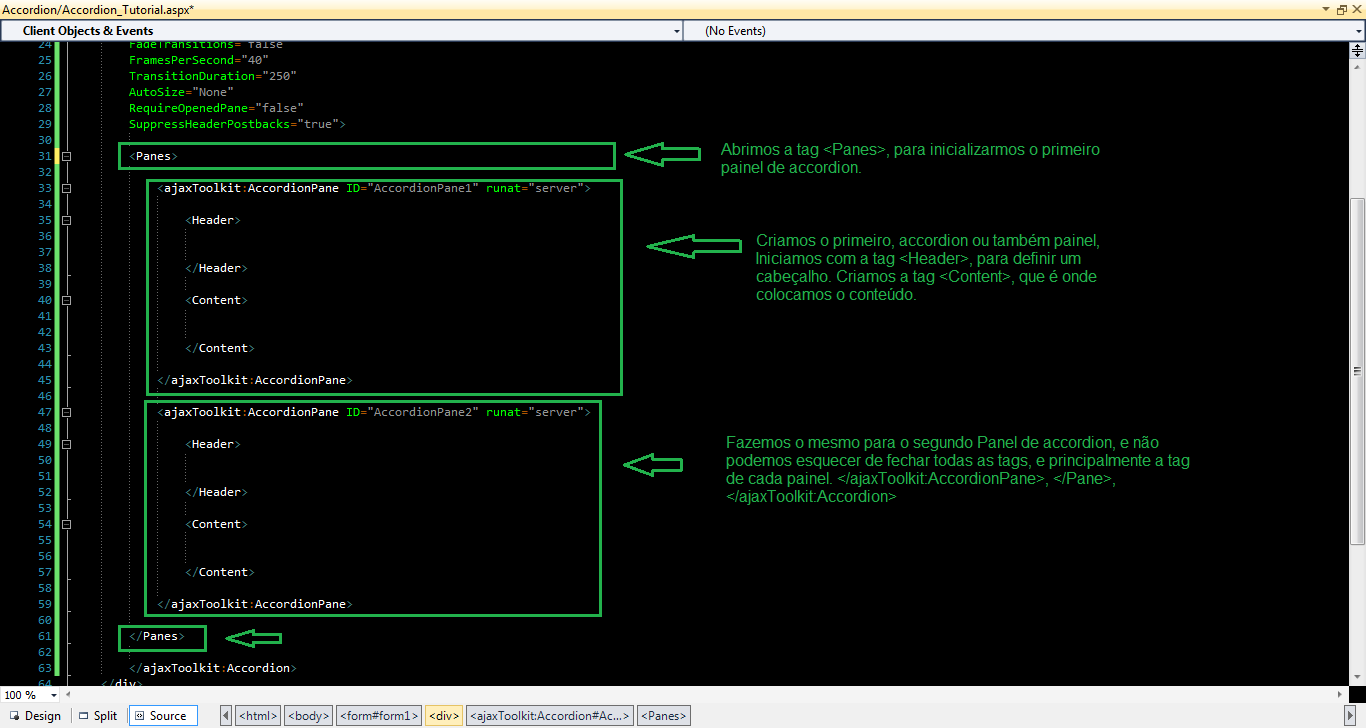 Accordion/Accordion_Tutorial.aspx*
Client Objects & Events
(No Events)
24 FadeTransitions="false"
25 FramesPerSecond="40"
26 TransitionDuration="250"
27 AutoSize="None"
28 RequireOpenedPane="false"
29 SuppressHeaderPostbacks="true">
30
31 <Panes>
Abrimos a tag <Panes>, para inicializarmos o primeiro
painel de accordion.
32
33 <ajaxToolkit:AccordionPane ID="AccordionPane1" runat="server">
34
35 <Header>
36
37
38 </Header>
39
40 <Content>
41
42
43 </Content>
44
45 </ajaxToolkit:AccordionPane>
Criamos o primeiro, accordion ou também painel,
Iniciamos com a tag <Header>, para definir um
cabeçalho. Criamos a tag <Content>, que é onde
colocamos o conteúdo.
46
47 <ajaxToolkit:AccordionPane ID="AccordionPane2" runat="server">
48
49 <Header>
50
51
52 </Header>
53
54 <Content>
55
56
57 </Content>
58
59 </ajaxToolkit:AccordionPane>
Fazemos o mesmo para o segundo Panel de accordion, e não
podemos esquecer de fechar todas as tags, e principalmente a tag
de cada painel. </ajaxToolkit:AccordionPane>, </Pane>,
</ajaxToolkit:Accordion>
60
61 </Panes>
62
63 </ajaxToolkit:Accordion>
64 </div>
100 %
Design
Split
Source
<html>
<body>
<form#form1>
<div>
<ajaxToolkit:Accordion#Ac...>
<Panes>